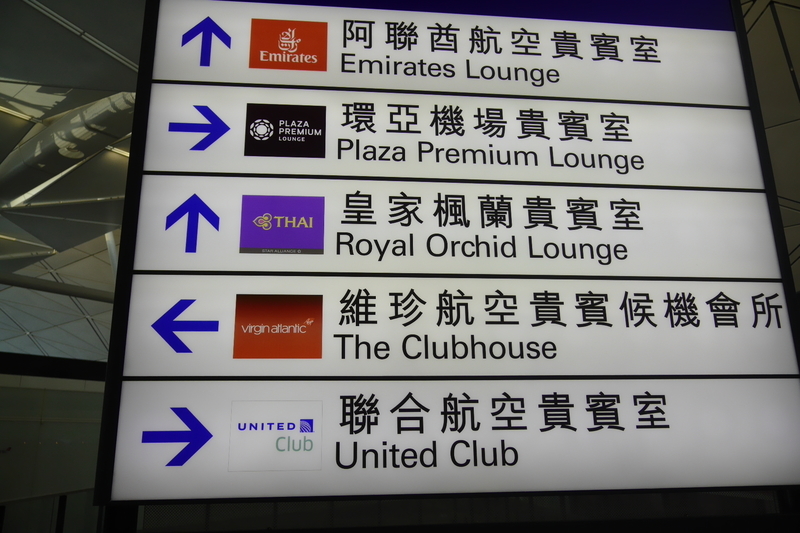 Emirates
阿聯酋航空貴賓室
Emirates Lounge
PLAZA
PREMIUM
LOUNGE
環亞機場貴賓室
Plaza Premium Lounge
THAI
STAR ALLIANCE
皇家楓蘭貴賓室
Royal Orchid Lounge
virgin atlantic
維珍航空貴賓候機會所
The Clubhouse
UNITED
Club
聯合航空貴賓室
United Club